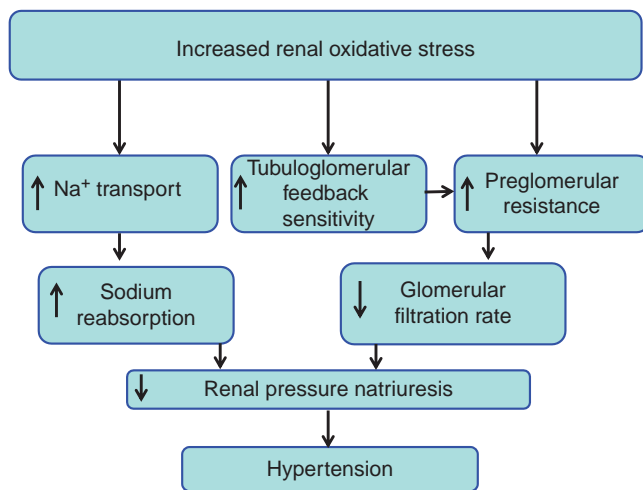 Increased renal oxidative stress
Na⁺ transport
Tubuloglomerular
feedback
sensitivity
Preglomerular
resistance
Sodium
reabsorption
Glomerular
filtration rate
Renal pressure natriuresis
Hypertension